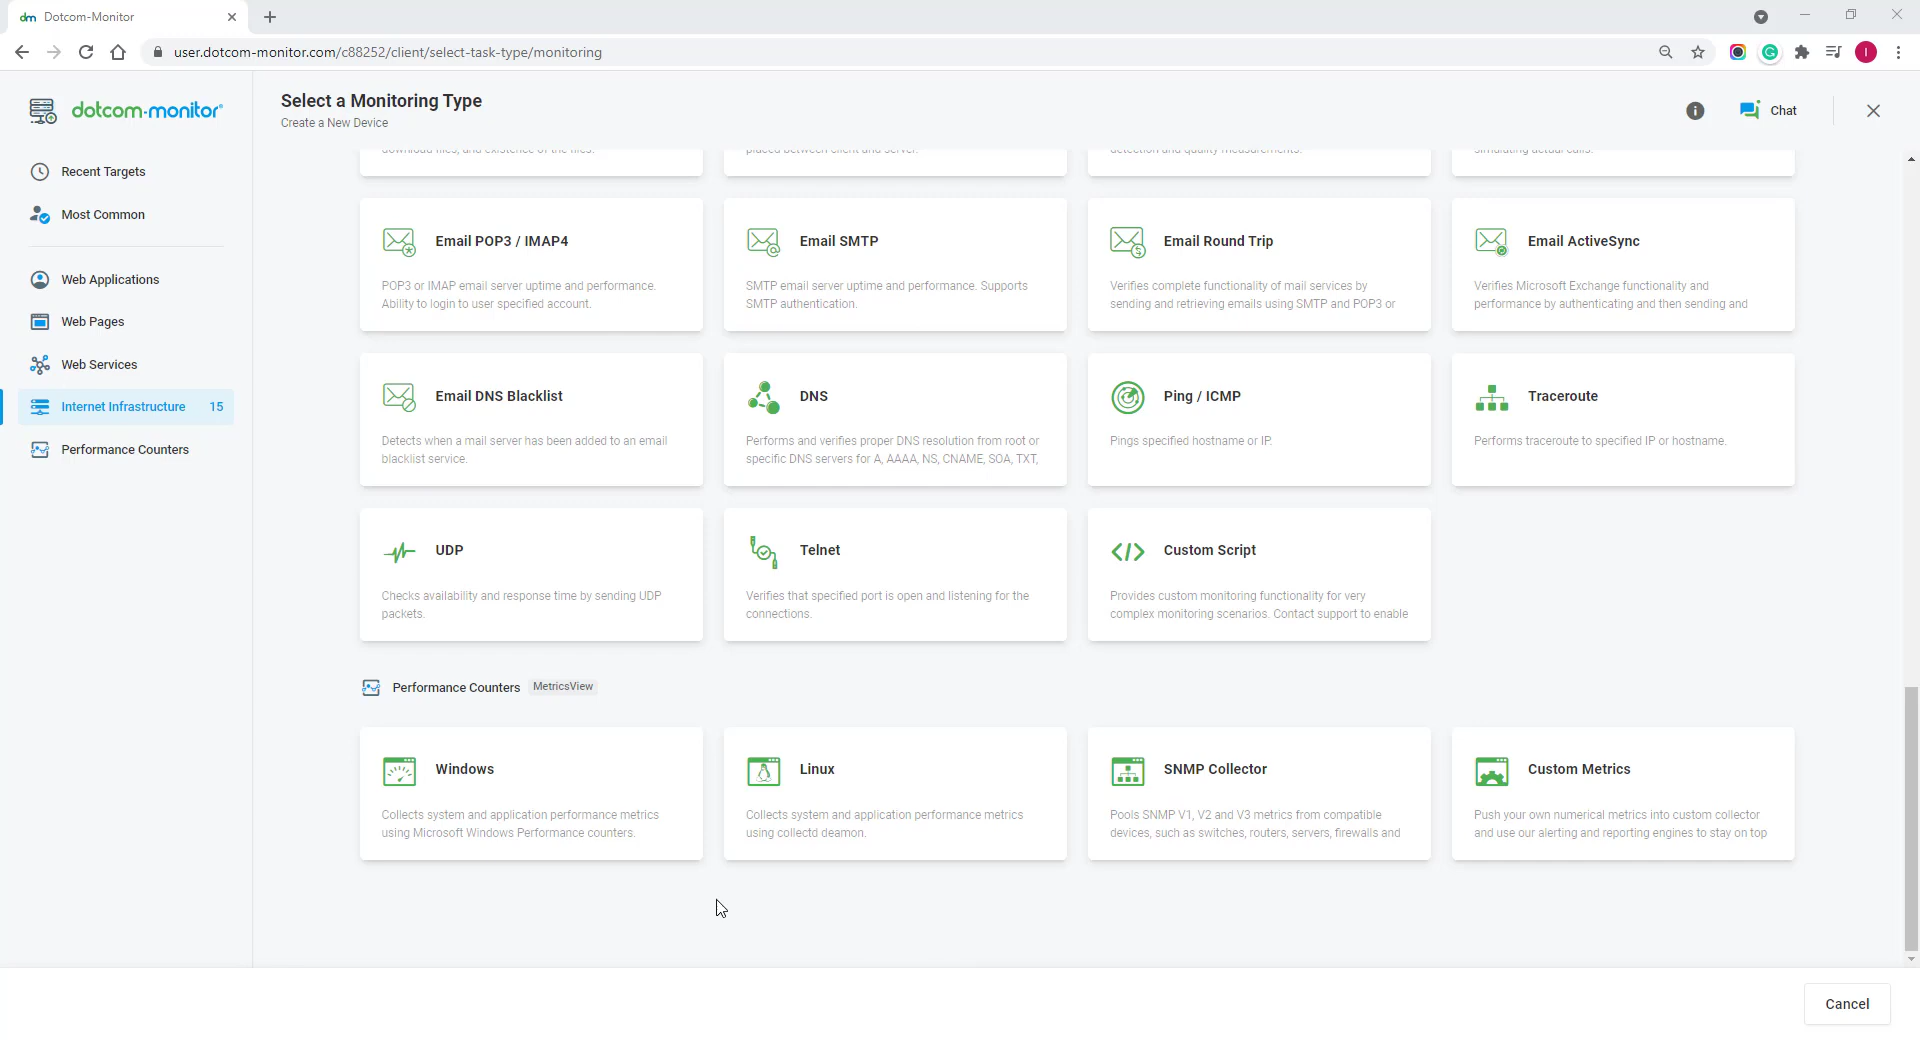 Dotcom-Monitor
user.dotcom-monitor.com/c88252/client/select-task-type/monitoring
I
dotcom-monitor®
Select a Monitoring Type
Create a New Device
Chat
Recent Targets
Most Common
Web Applications
Web Pages
Web Services
Internet Infrastructure 15
Performance Counters
download files, and existence of the files.
placed between client and server.
detection and quality measurements.
simulating actual calls.
Email POP3 / IMAP4
POP3 or IMAP email server uptime and performance.
Ability to login to user specified account.
Email SMTP
SMTP email server uptime and performance. Supports
SMTP authentication.
Email Round Trip
Verifies complete functionality of mail services by
sending and retrieving emails using SMTP and POP3 or
Email ActiveSync
Verifies Microsoft Exchange functionality and
performance by authenticating and then sending and
Email DNS Blacklist
Detects when a mail server has been added to an email
blacklist service.
DNS
Performs and verifies proper DNS resolution from root or
specific DNS servers for A, AAAA, NS, CNAME, SOA, TXT,
Ping / ICMP
Pings specified hostname or IP.
Traceroute
Performs traceroute to specified IP or hostname.
UDP
Checks availability and response time by sending UDP
packets.
Telnet
Verifies that specified port is open and listening for the
connections.
Custom Script
Provides custom monitoring functionality for very
complex monitoring scenarios. Contact support to enable
Performance Counters MetricsView
Windows
Collects system and application performance metrics
using Microsoft Windows Performance counters.
Linux
Collects system and application performance metrics
using collectd deamon.
SNMP Collector
Pools SNMP V1, V2 and V3 metrics from compatible
devices, such as switches, routers, servers, firewalls and
Custom Metrics
Push your own numerical metrics into custom collector
and use our alerting and reporting engines to stay on top
Cancel